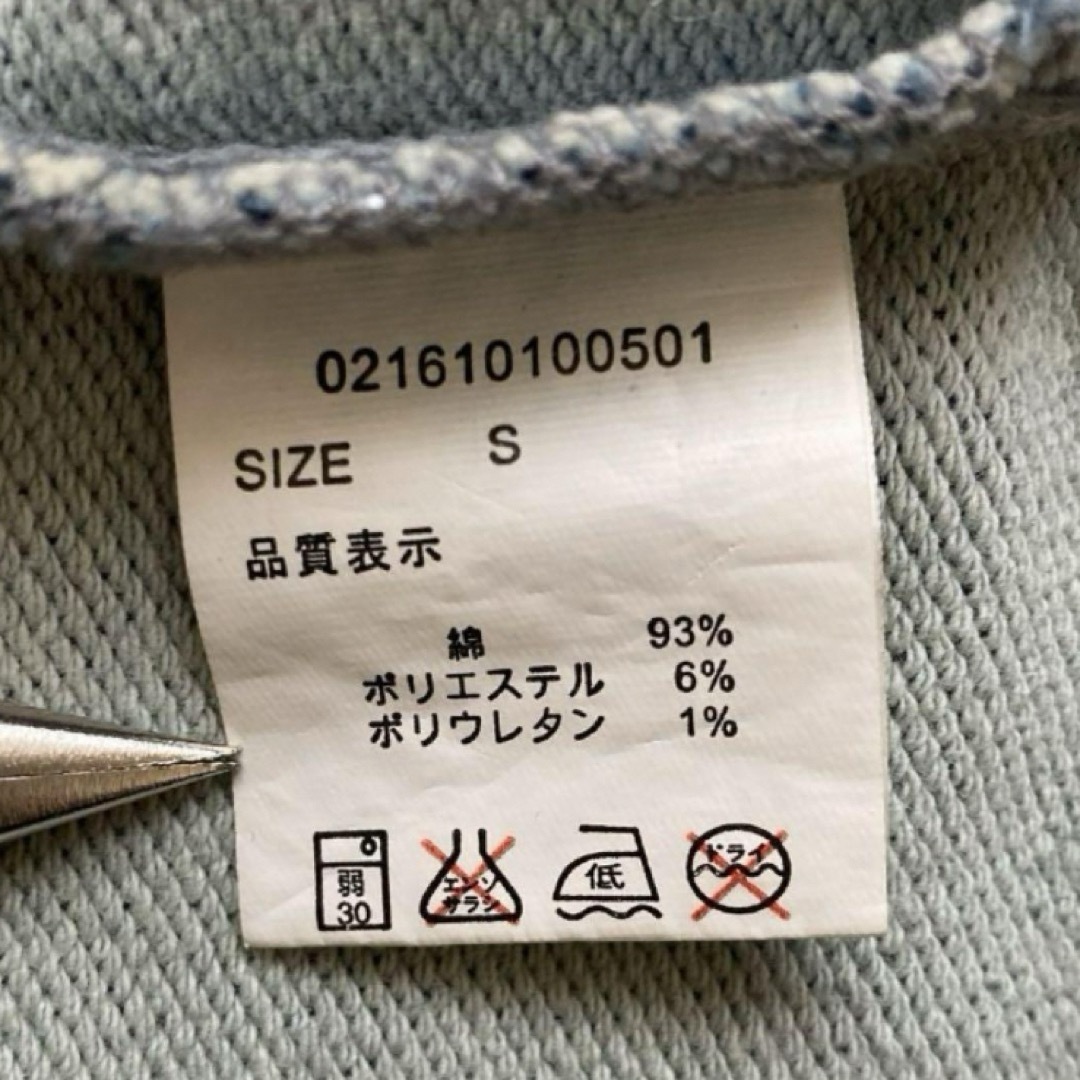 021610100501
SIZE S
品質表示
綿 93%
ポリエステル 6%
ポリウレタン 1%
弱
30
エンソ
サラシ
低
ドライ